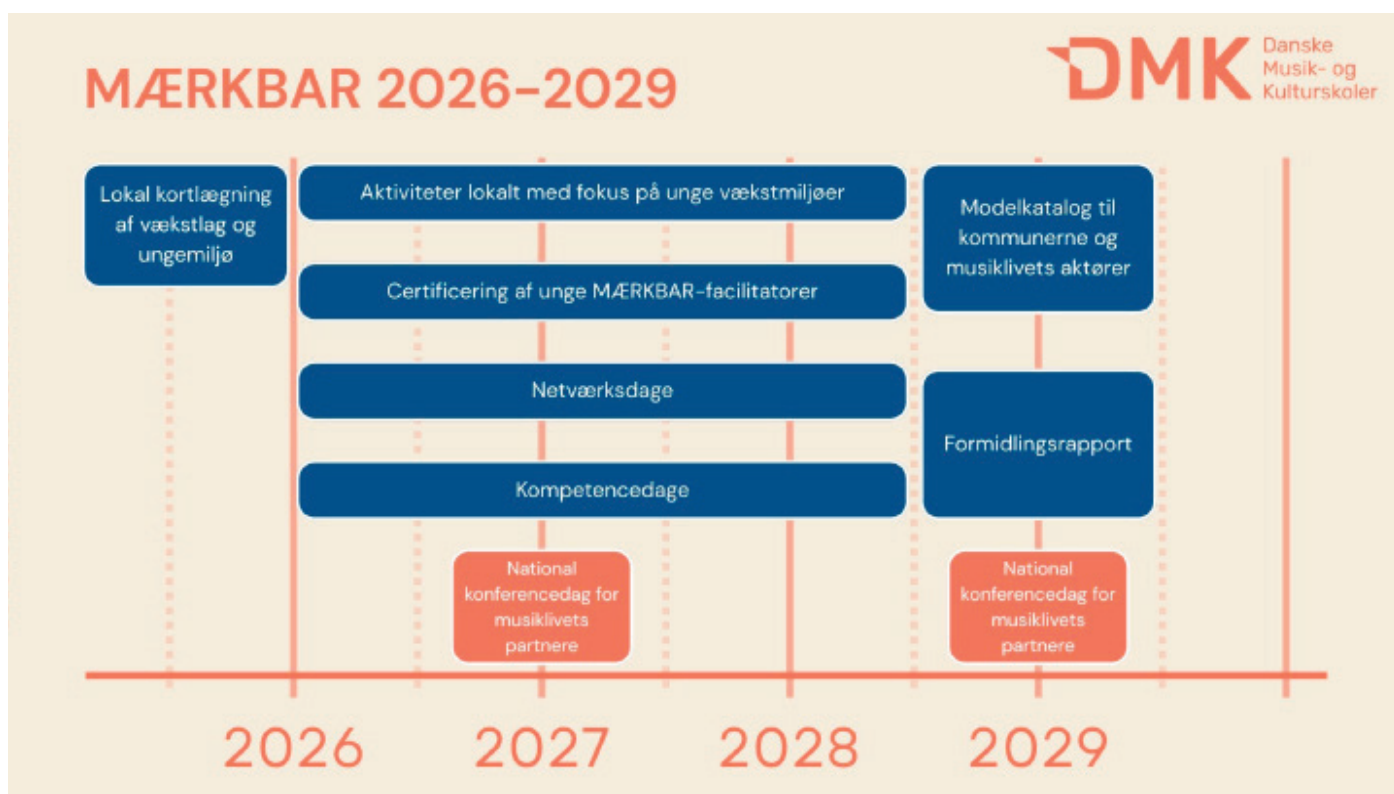 MÆRKBAR 2026–2029
DMK
Danske
Musik- og
Kulturskoler
Lokal kortlægning
af vækstlag og
ungemiljø
Aktiviteter lokalt med fokus på unge vækstmiljøer
Certificering af unge MÆRKBAR-facilitatorer
Netværksdage
Kompetencedage
Modelkatalog til
kommunerne og
musiklivets aktører
Formidlingsrapport
National
konferencedag for
musiklivets
partnere
National
konferencedag for
musiklivets
partnere
2026
2027
2028
2029